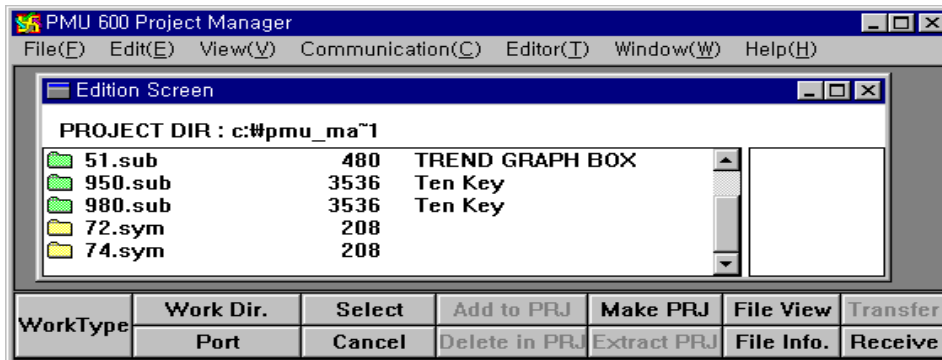 PMU 600 Project Manager
File(F) Edit(E) View(V) Communication(C) Editor(T) Window(W) Help(H)
Edition Screen
PROJECT DIR : c:₩pmu_ma~1
51.sub 480 TREND GRAPH BOX
950.sub 3536 Ten Key
980.sub 3536 Ten Key
72.sym 208
74.sym 208
WorkType Work Dir. Select Add to PRJ Make PRJ File View Transfer
Port Cancel Delete in PRJ Extract PRJ File Info. Receive